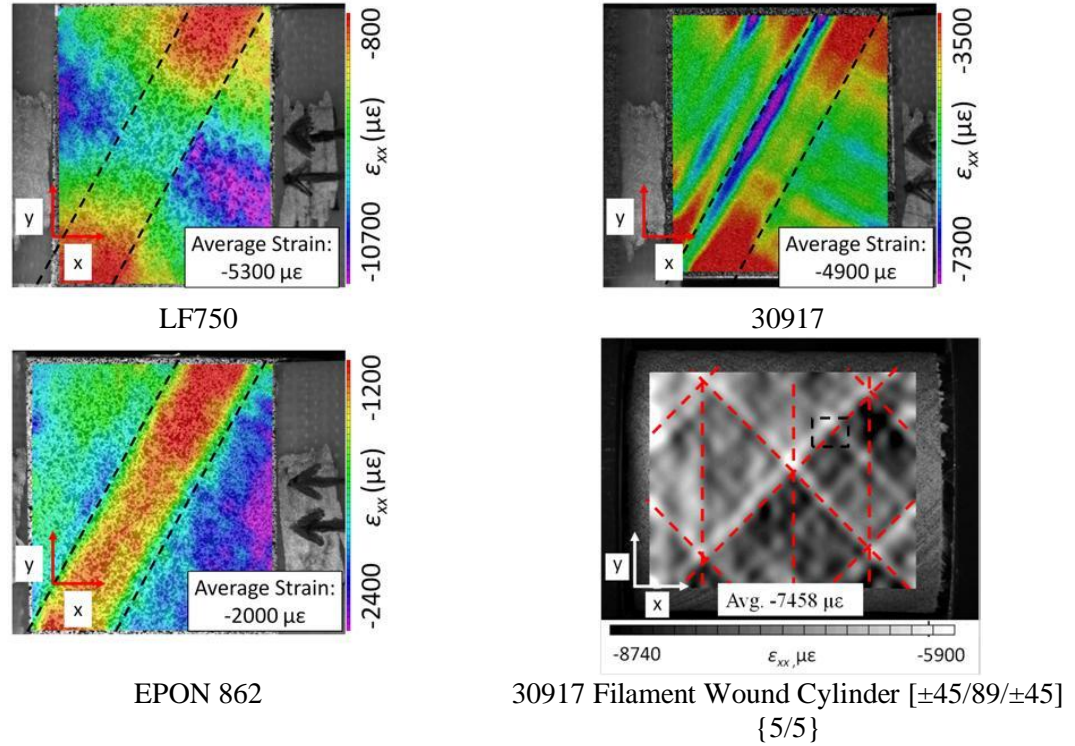 -800
εxx (με)
-10700
y
x
Average Strain:
-5300 με
LF750
-3500
εxx (με)
-7300
y
x
Average Strain:
-4900 με
30917
-1200
εxx (με)
-2400
y
x
Average Strain:
-2000 με
EPON 862
y
x
Avg. -7458 με
-8740
εxx, με
-5900
30917 Filament Wound Cylinder [±45/89/±45]
{5/5}